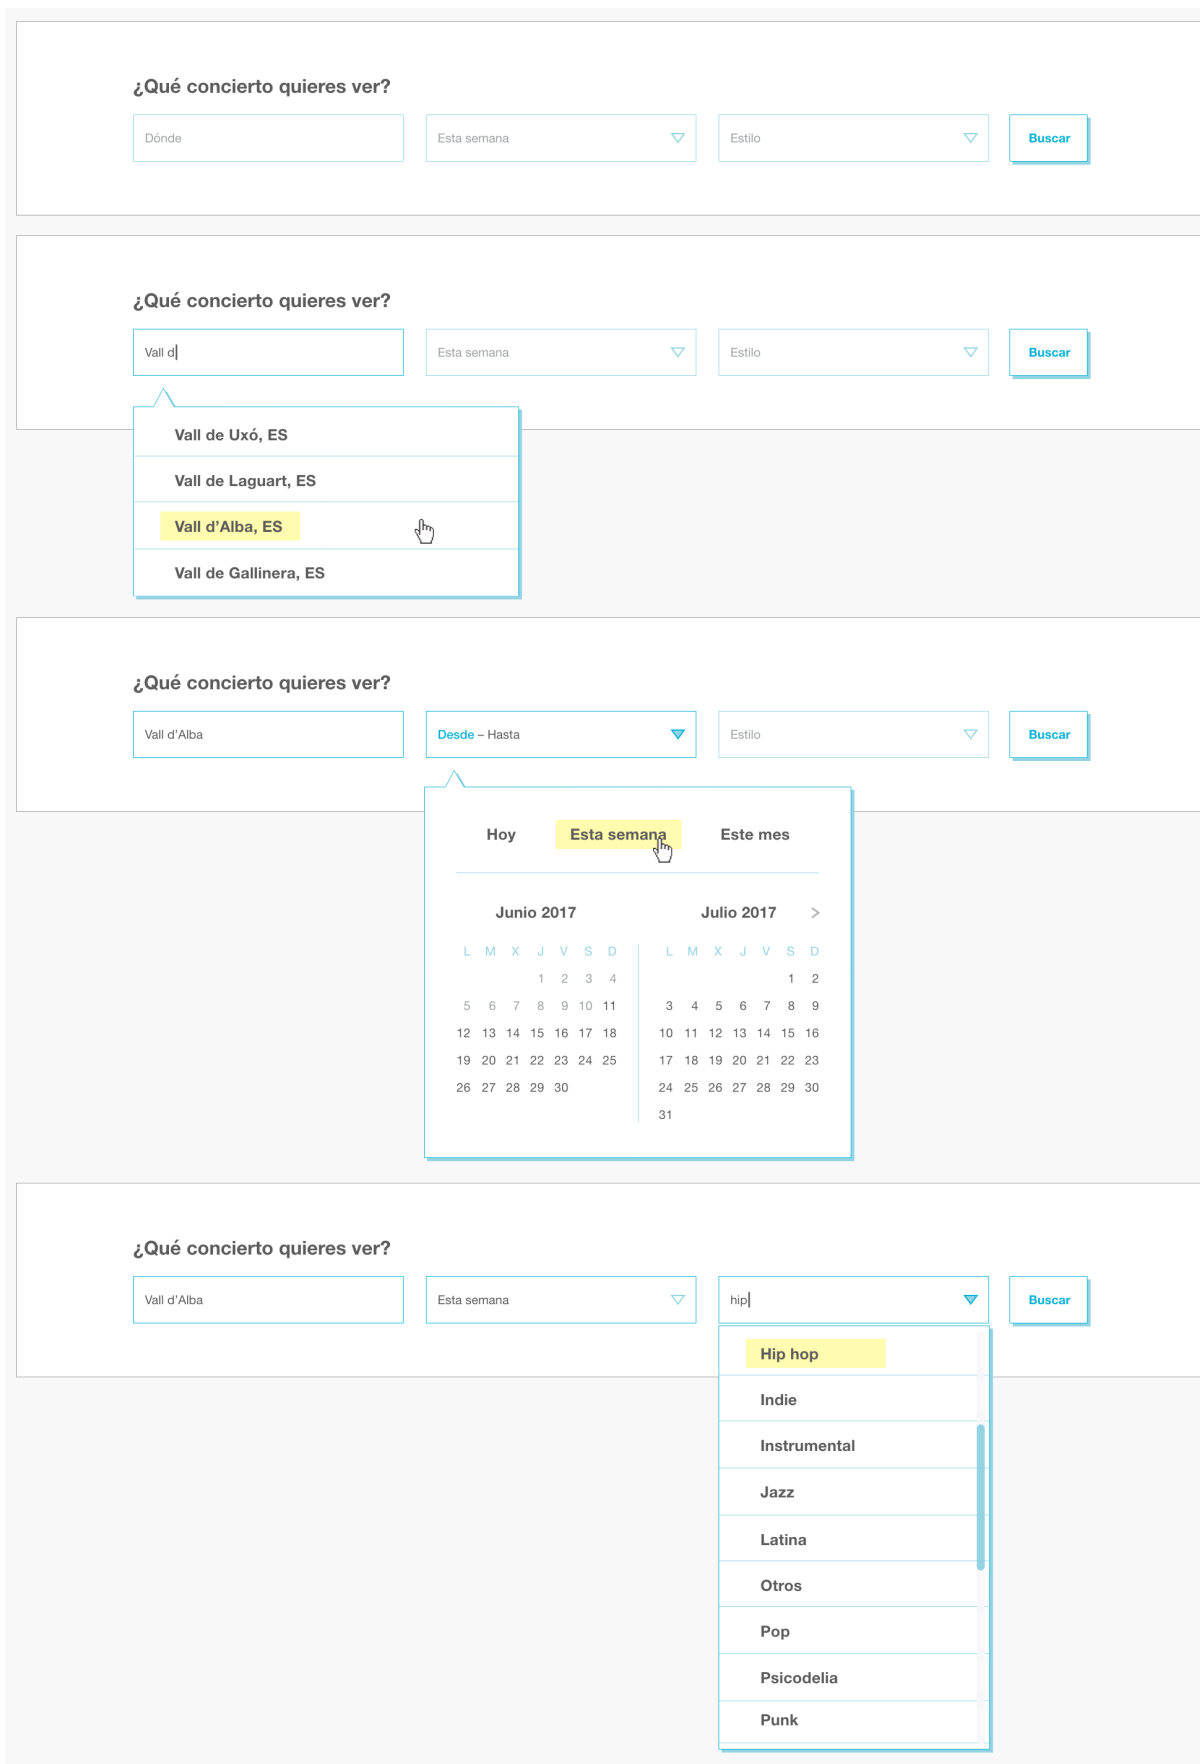 ¿Qué concierto quieres ver?
Dónde Esta semana Estilo Buscar
¿Qué concierto quieres ver?
Vall d Esta semana Estilo Buscar
Vall de Uxó, ES
Vall de Laguart, ES
Vall d’Alba, ES
Vall de Gallinera, ES
¿Qué concierto quieres ver?
Vall d’Alba Desde – Hasta Estilo Buscar
Hoy Esta semana Este mes
Junio 2017 Julio 2017 >
L M X J V S D L M X J V S D
1 2 3 4 1 2
5 6 7 8 9 10 11 3 4 5 6 7 8 9
12 13 14 15 16 17 18 10 11 12 13 14 15 16
19 20 21 22 23 24 25 17 18 19 20 21 22 23
26 27 28 29 30 24 25 26 27 28 29 30
31
¿Qué concierto quieres ver?
Vall d’Alba Esta semana hip Buscar
Hip hop
Indie
Instrumental
Jazz
Latina
Otros
Pop
Psicodelia
Punk